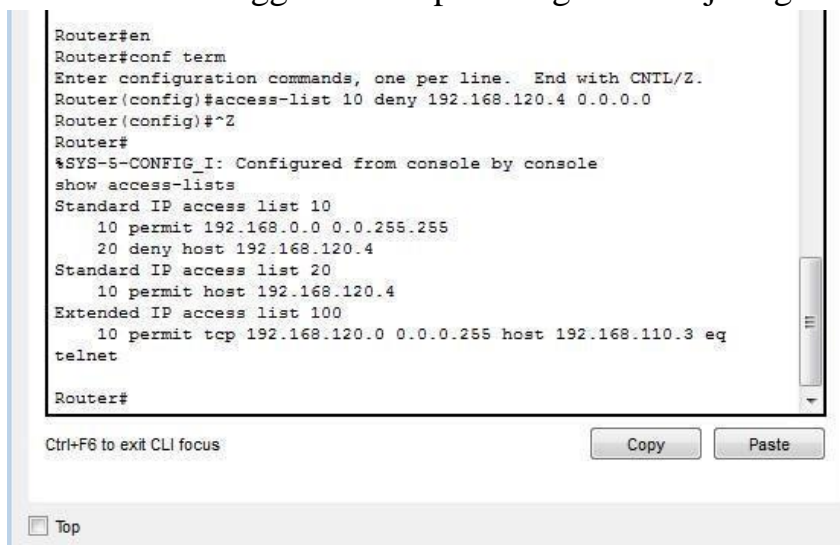 Router#en
Router#conf term
Enter configuration commands, one per line.  End with CNTL/Z.
Router(config)#access-list 10 deny 192.168.120.4 0.0.0.0
Router(config)#^Z
Router#
%SYS-5-CONFIG_I: Configured from console by console
show access-lists
Standard IP access list 10
    10 permit 192.168.0.0 0.0.255.255
    20 deny host 192.168.120.4
Standard IP access list 20
    10 permit host 192.168.120.4
Extended IP access list 100
    10 permit tcp 192.168.120.0 0.0.0.255 host 192.168.110.3 eq
telnet
Router#
Ctrl+F6 to exit CLI focus
Copy
Paste
Top